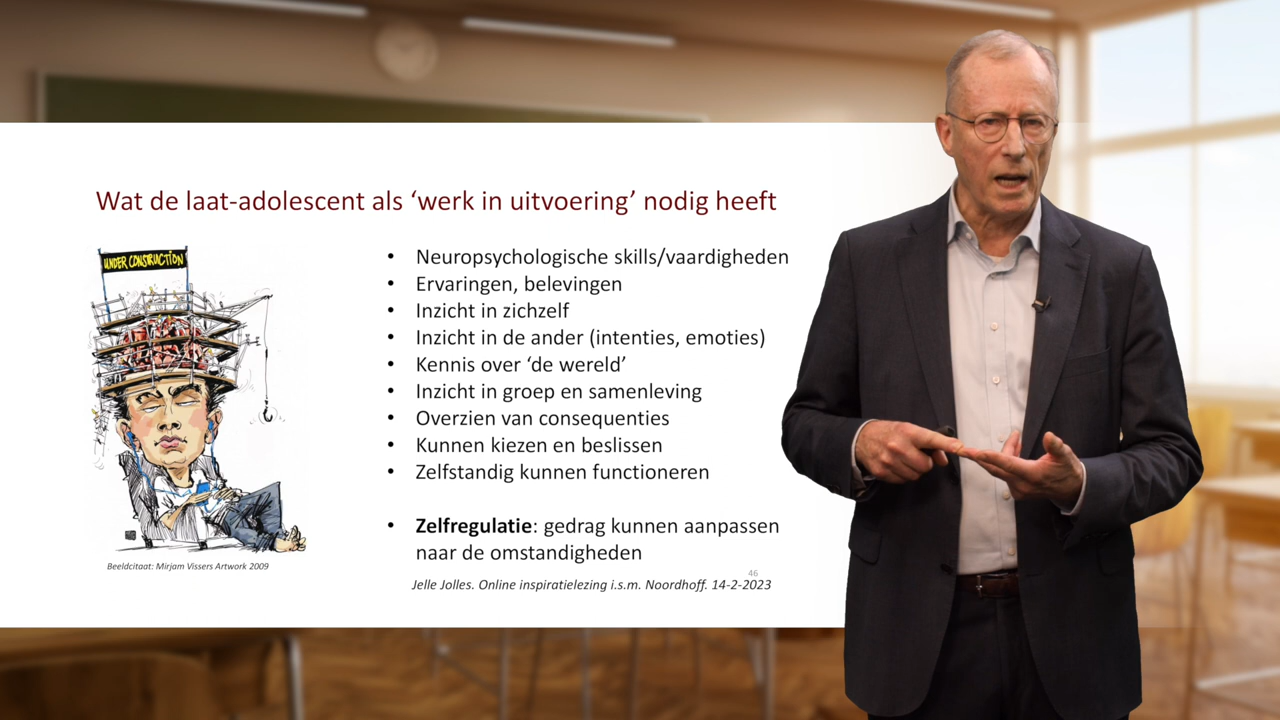 Wat de laat-adolescent als ‘werk in uitvoering’ nodig heeft
UNDER CONSTRUCTION
• Neuropsychologische skills/vaardigheden
• Ervaringen, belevingen
• Inzicht in zichzelf
• Inzicht in de ander (intenties, emoties)
• Kennis over ‘de wereld’
• Inzicht in groep en samenleving
• Overzien van consequenties
• Kunnen kiezen en beslissen
• Zelfstandig kunnen functioneren
• Zelfregulatie: gedrag kunnen aanpassen
naar de omstandigheden
Beeldcitaat: Mirjam Vissers Artwork 2009
46
Jelle Jolles. Online inspiratielezing i.s.m. Noordhoff. 14-2-2023